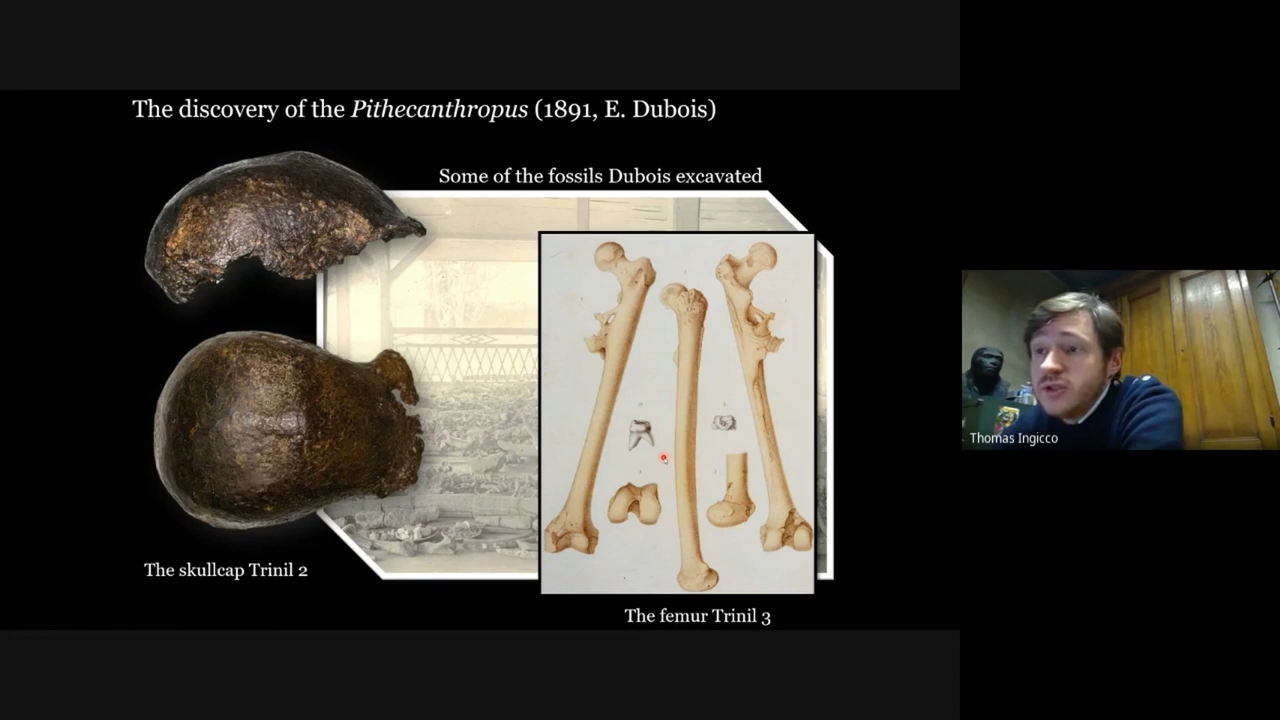 The discovery of the Pithecanthropus (1891, E. Dubois)
Some of the fossils Dubois excavated
Thomas Ingicco
The skullcap Trinil 2
The femur Trinil 3